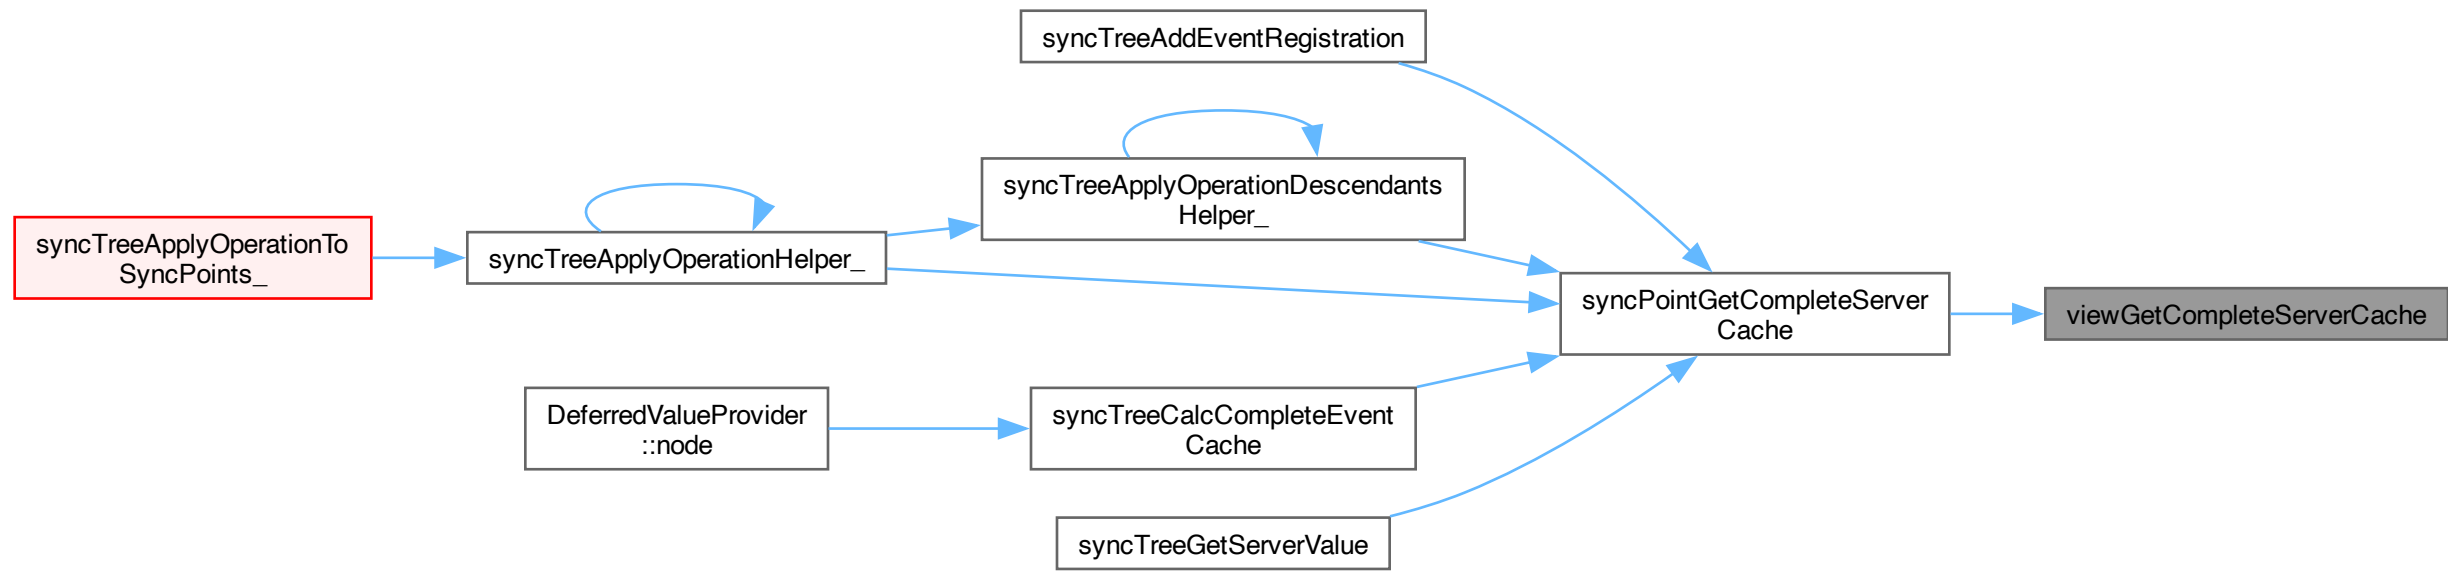 syncTreeAddEventRegistration
syncTreeApplyOperationDescendants
Helper_
syncTreeApplyOperationTo
SyncPoints_
syncTreeApplyOperationHelper_
syncPointGetCompleteServer
Cache
viewGetCompleteServerCache
DeferredValueProvider
::node
syncTreeCalcCompleteEvent
Cache
syncTreeGetServerValue